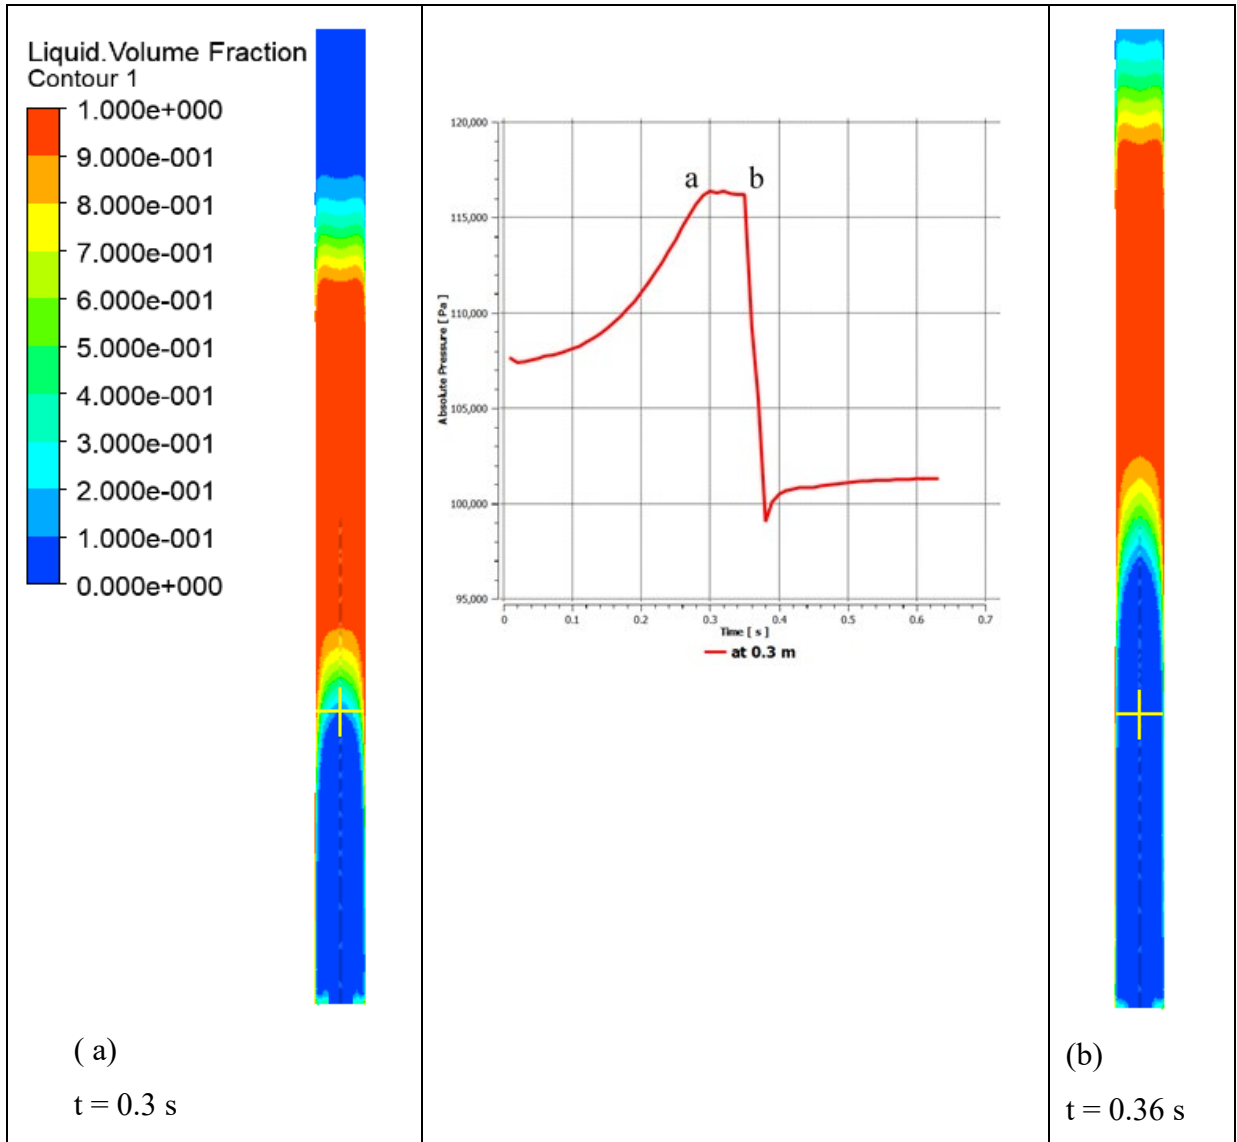 Liquid.Volume Fraction
Contour 1
1.000e+000
9.000e-001
8.000e-001
7.000e-001
6.000e-001
5.000e-001
4.000e-001
3.000e-001
2.000e-001
1.000e-001
0.000e+000
( a)
t = 0.3 s
120,000
115,000
110,000
105,000
100,000
95,000
Absolute Pressure [ Pa ]
a
b
0
0.1
0.2
0.3
0.4
0.5
0.6
0.7
Time [ s ]
at 0.3 m
(b)
t = 0.36 s